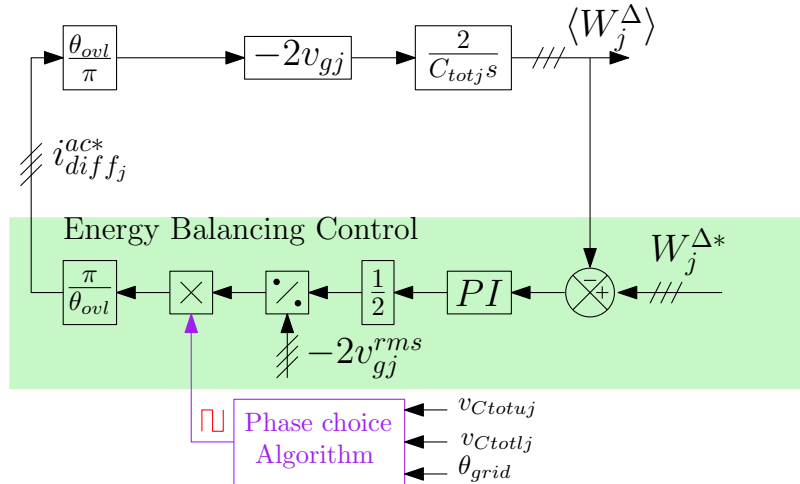 θ_ovl/π
−2v_gj
2/(C_totj s)
⟨W_j^Δ⟩
i_diff_j^ac*
Energy Balancing Control
W_j^Δ*
π/θ_ovl
×
⁒
1/2
PI
−
+
−2v_gj^rms
Phase choice
Algorithm
v_Ctotuj
v_Ctotlj
θ_grid